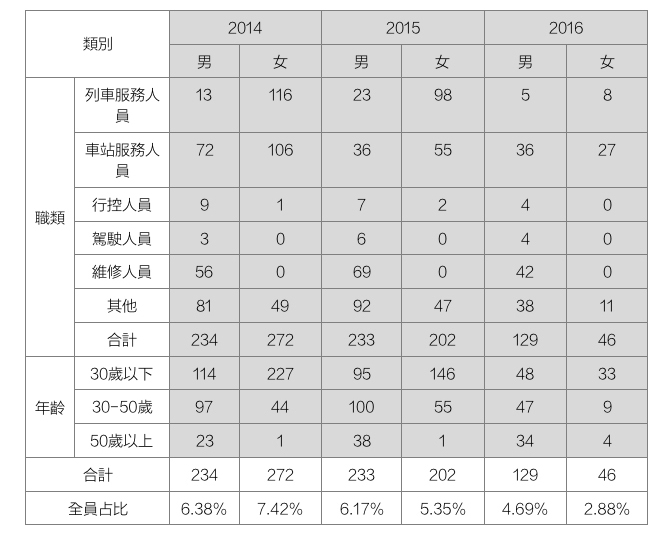 類別 2014 2015 2016
男 女 男 女 男 女
職類 列車服務人員 13 116 23 98 5 8
車站服務人員 72 106 36 55 36 27
行控人員 9 1 7 2 4 0
駕駛人員 3 0 6 0 4 0
維修人員 56 0 69 0 42 0
其他 81 49 92 47 38 11
合計 234 272 233 202 129 46
年齡 30歲以下 114 227 95 146 48 33
30-50歲 97 44 100 55 47 9
50歲以上 23 1 38 1 34 4
合計 234 272 233 202 129 46
全員占比 6.38% 7.42% 6.17% 5.35% 4.69% 2.88%